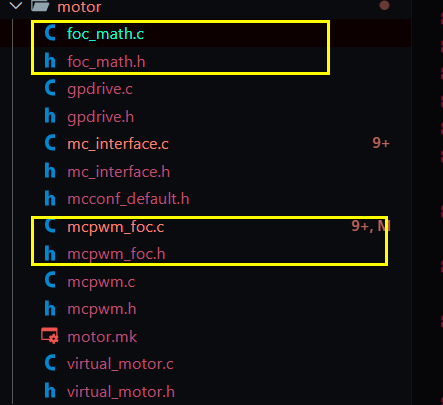 motor
C foc_math.c
h foc_math.h
C gpdrive.c
h gpdrive.h
C mc_interface.c 9+
h mc_interface.h
h mcconf_default.h
C mcpwm_foc.c 9+, M
h mcpwm_foc.h
C mcpwm.c
h mcpwm.h
motor.mk
C virtual_motor.c
h virtual_motor.h